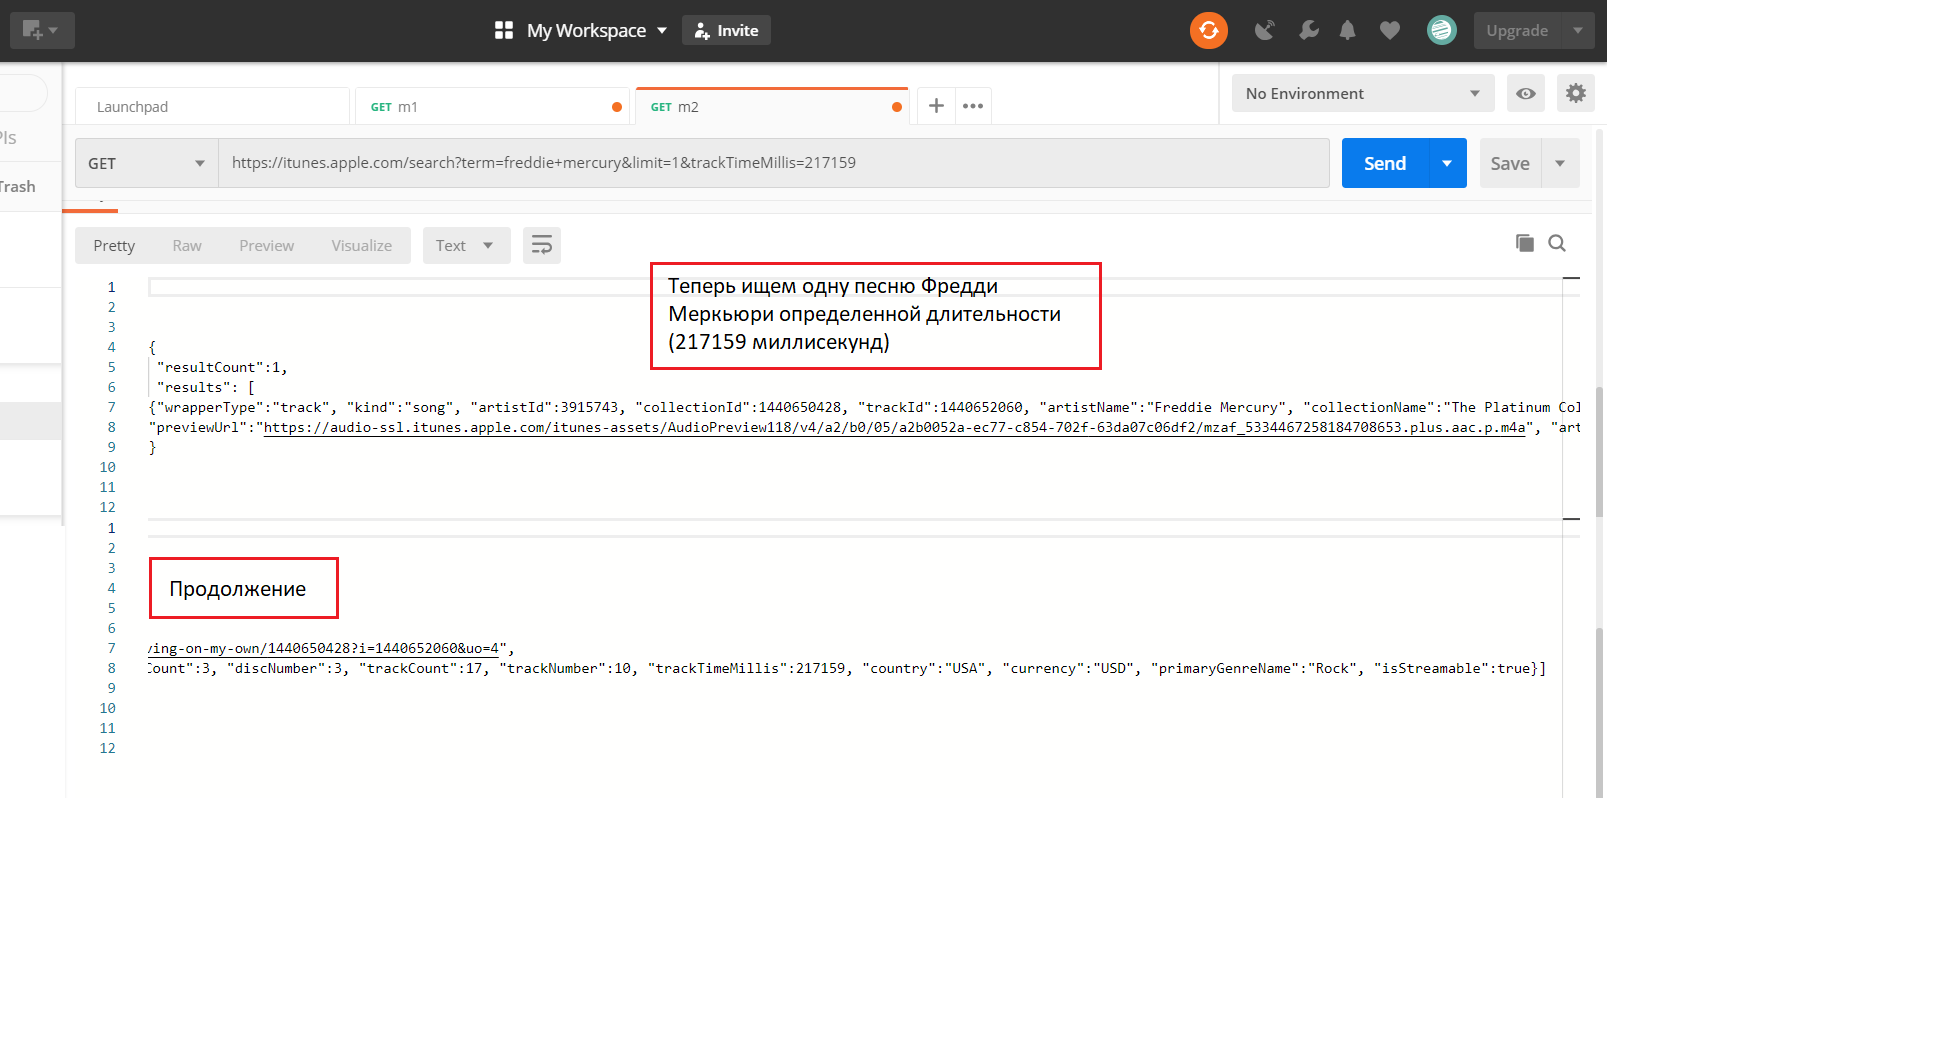 My Workspace
Invite
Upgrade
Launchpad
GET m1
GET m2
No Environment
PIs
Trash
GET
https://itunes.apple.com/search?term=freddie+mercury&limit=1&trackTimeMillis=217159
Send
Save
Pretty
Raw
Preview
Visualize
Text
Теперь ищем одну песню Фредди
Меркьюри определенной длительности
(217159 миллисекунд)
1
2
3
4 {
5 "resultCount":1,
6 "results": [
7 {"wrapperType":"track", "kind":"song", "artistId":3915743, "collectionId":1440650428, "trackId":1440652060, "artistName":"Freddie Mercury", "collectionName":"The Platinum Col
8 "previewUrl":"https://audio-ssl.itunes.apple.com/itunes-assets/AudioPreview118/v4/a2/b0/05/a2b0052a-ec77-c854-702f-63da07c06df2/mzaf_5334467258184708653.plus.aac.p.m4a", "art
9 }
10
11
12
1
2
3
Продолжение
4
5
6
7 ving-on-my-own/1440650428?i=1440652060&uo=4",
8 Count":3, "discNumber":3, "trackCount":17, "trackNumber":10, "trackTimeMillis":217159, "country":"USA", "currency":"USD", "primaryGenreName":"Rock", "isStreamable":true}]
9
10
11
12